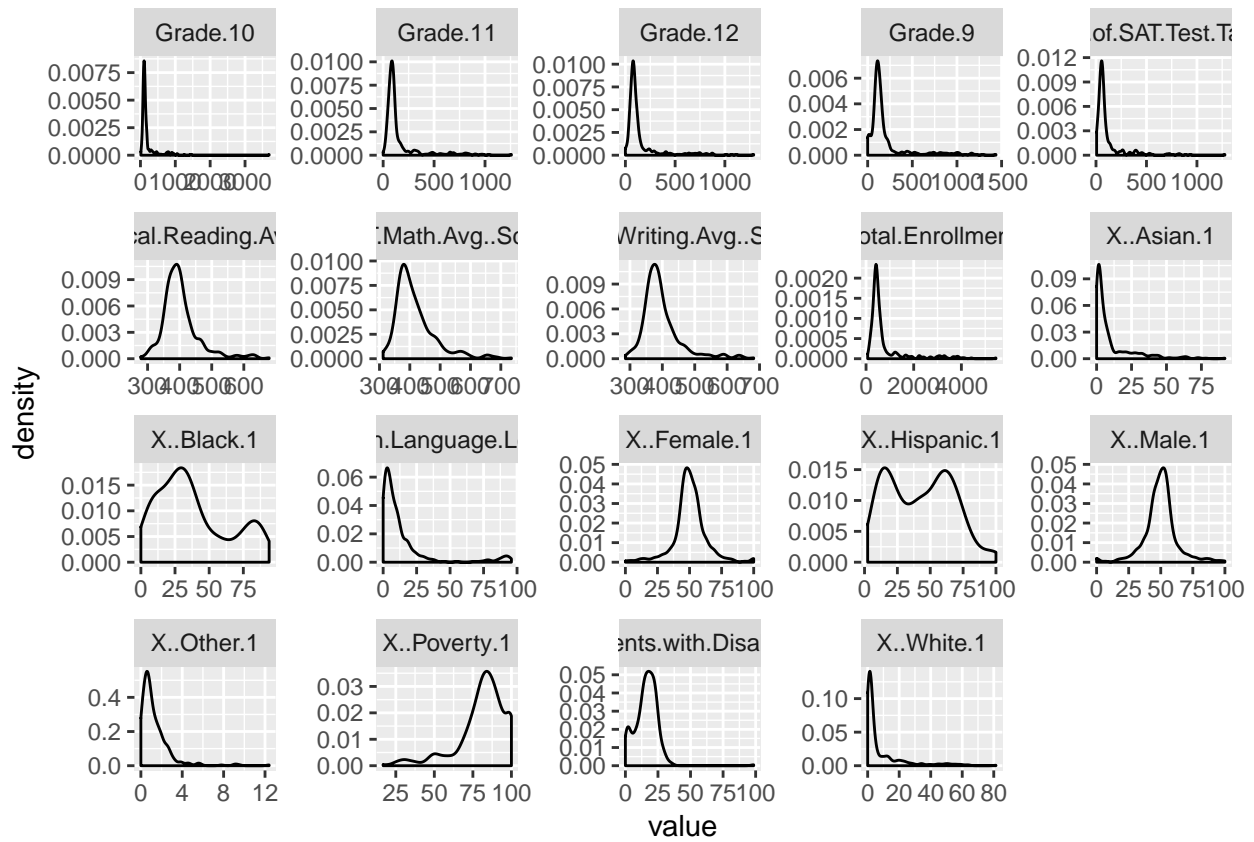 Grade.10 Grade.11 Grade.12 Grade.9 .of.SAT.Test.Ta
0.0075 0.0100 0.0100 0.006 0.012
0.0050 0.0075 0.0075 0.004 0.009
0.0025 0.0050 0.0050 0.002 0.006
0.0000 0.0025 0.0025 0.000 0.003
0.0000 0.0000 0.000
0 1000 2000 3000 0 500 1000 0 500 1000 0 500 1000 1500 0 500 1000
cal.Reading.Av T.Math.Avg..Sc Writing.Avg..S otal.Enrollmen X..Asian.1
0.009 0.0100 0.009 0.0020 0.09
0.006 0.0075 0.006 0.0015 0.06
0.003 0.0050 0.003 0.0010 0.03
0.000 0.0025 0.000 0.0005 0.00
0.0000 0.0000
300 400 500 600 300 400 500 600 700 300 400 500 600 700 0 2000 4000 0 25 50 75
density
X..Black.1 n.Language.L X..Female.1 X..Hispanic.1 X..Male.1
0.015 0.06 0.05 0.015 0.05
0.010 0.04 0.04 0.010 0.04
0.005 0.02 0.03 0.005 0.03
0.000 0.00 0.02 0.000 0.02
0.01 0.01
0.00 0.00
0 25 50 75 0 25 50 75 100 0 25 50 75 100 0 25 50 75 100 0 25 50 75 100
X..Other.1 X..Poverty.1 ents.with.Disa X..White.1
0.4 0.03 0.05 0.10
0.2 0.02 0.04 0.05
0.0 0.01 0.03 0.00
0.00 0.02
0.01
0.00
0 4 8 12 25 50 75 100 0 25 50 75 100 0 20 40 60 80
value